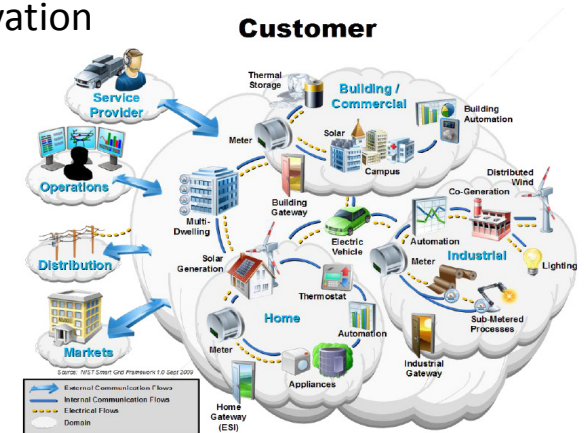 vation
Customer
Service
Provider
Operations
Distribution
Markets
Thermal
Storage
Building /
Commercial
Building
Automation
Meter
Solar
Campus
Multi-
Dwelling
Building
Gateway
Electric
Vehicle
Distributed
Wind
Co-Generation
Automation
Meter
Industrial
Lighting
Sub-Metered
Processes
Industrial
Gateway
Solar
Generation
Thermostat
Home
Automation
Meter
Appliances
Home
Gateway
(ESI)
Source: NIST Smart Grid Framework 1.0 Sept 2009
External Communication Flows
Internal Communication Flows
Electrical Flows
Domain